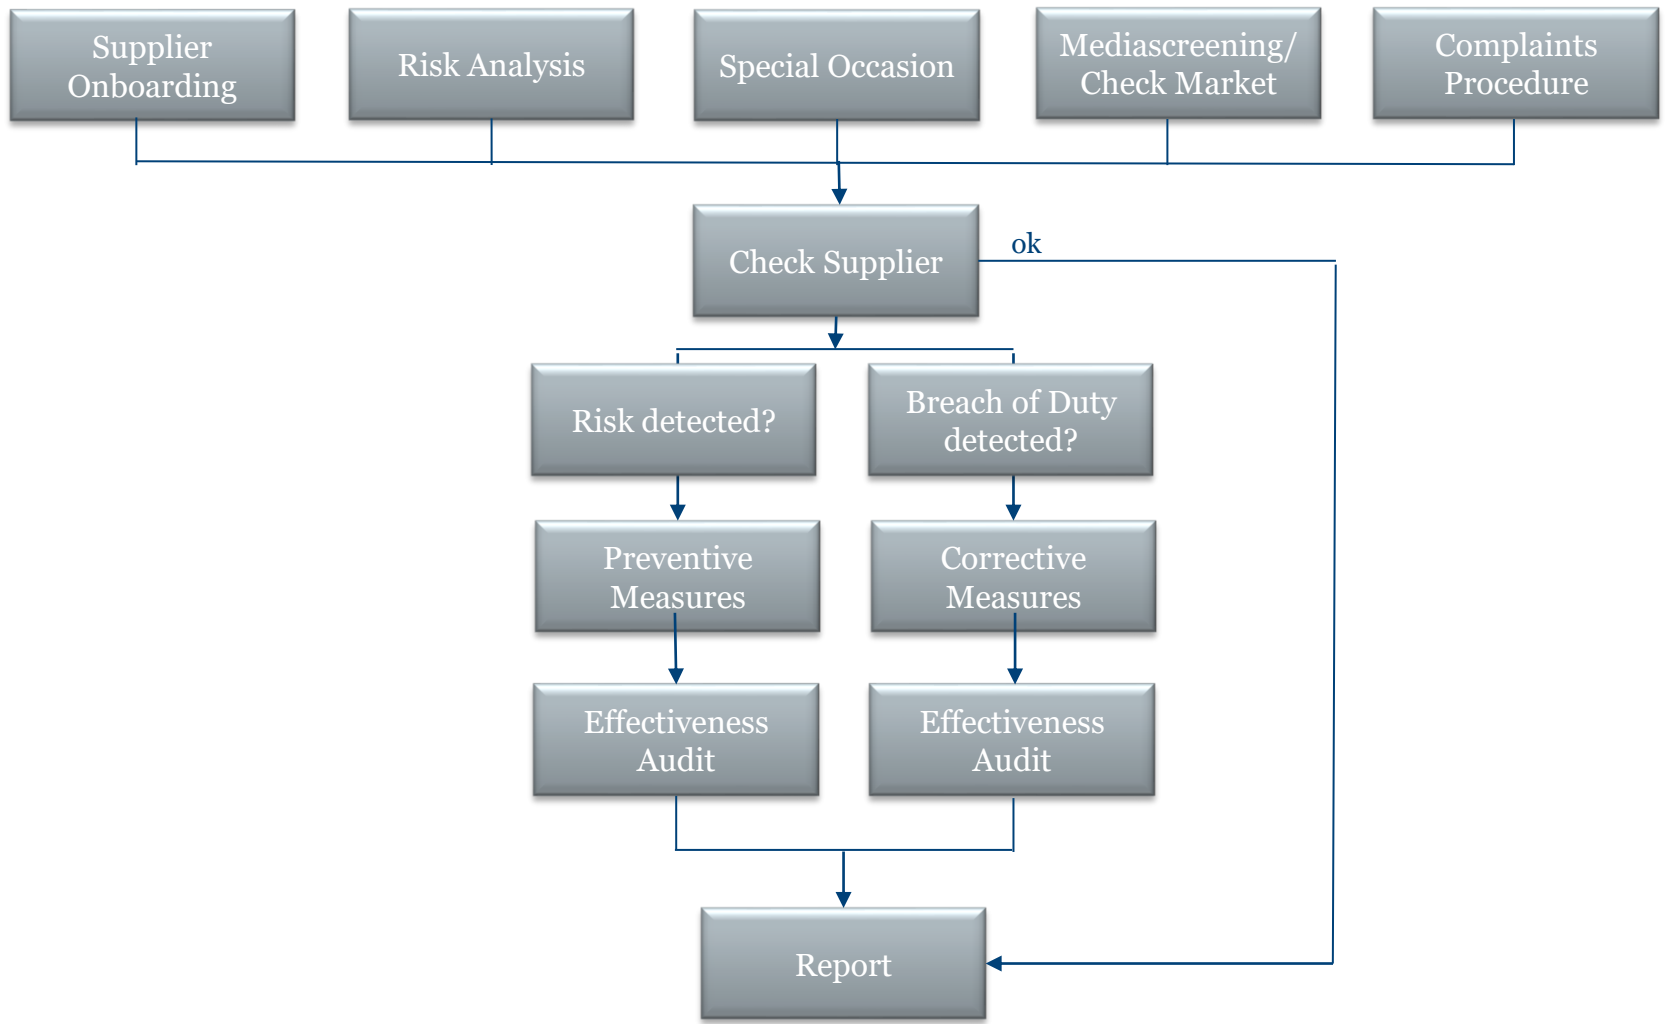 Supplier
Onboarding
Risk Analysis
Special Occasion
Mediascreening/
Check Market
Complaints
Procedure
Check Supplier
ok
Risk detected?
Breach of Duty
detected?
Preventive
Measures
Corrective
Measures
Effectiveness
Audit
Effectiveness
Audit
Report